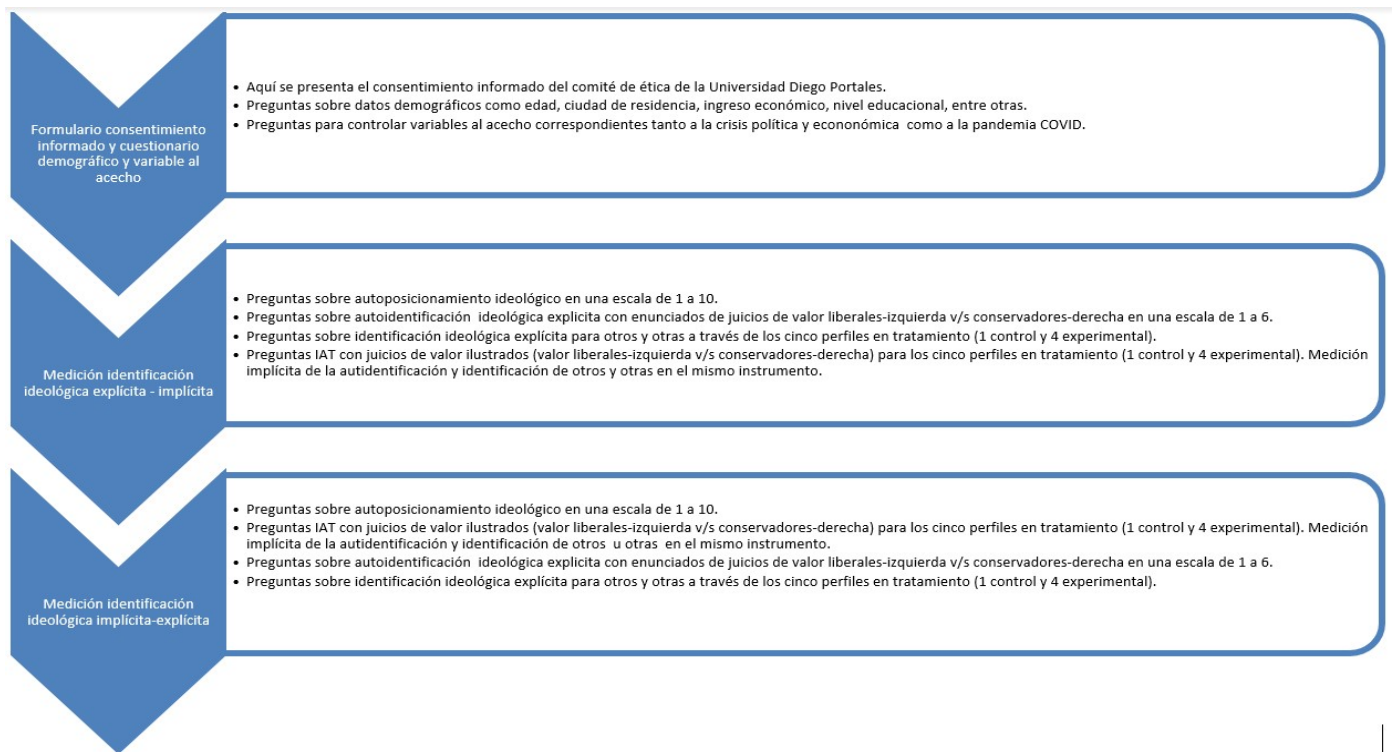 Formulario consentimiento
informado y cuestionario
demográfico y variable al
acecho
• Aquí se presenta el consentimiento informado del comité de ética de la Universidad Diego Portales.
• Preguntas sobre datos demográficos como edad, ciudad de residencia, ingreso económico, nivel educacional, entre otras.
• Preguntas para controlar variables al acecho correspondientes tanto a la crisis política y econonómica como a la pandemia COVID.
Medición identificación
ideológica explícita - implícita
• Preguntas sobre autoposicionamiento ideológico en una escala de 1 a 10.
• Preguntas sobre autoidentificación ideológica explicita con enunciados de juicios de valor liberales-izquierda v/s conservadores-derecha en una escala de 1 a 6.
• Preguntas sobre identificación ideológica explícita para otros y otras a través de los cinco perfiles en tratamiento (1 control y 4 experimental).
• Preguntas IAT con juicios de valor ilustrados (valor liberales-izquierda v/s conservadores-derecha) para los cinco perfiles en tratamiento (1 control y 4 experimental). Medición
implícita de la autidentificación y identificación de otros y otras en el mismo instrumento.
Medición identificación
ideológica implícita-explícita
• Preguntas sobre autoposicionamiento ideológico en una escala de 1 a 10.
• Preguntas IAT con juicios de valor ilustrados (valor liberales-izquierda v/s conservadores-derecha) para los cinco perfiles en tratamiento (1 control y 4 experimental). Medición
implícita de la autidentificación y identificación de otros u otras en el mismo instrumento.
• Preguntas sobre autoidentificación ideológica explicita con enunciados de juicios de valor liberales-izquierda v/s conservadores-derecha en una escala de 1 a 6.
• Preguntas sobre identificación ideológica explícita para otros y otras a través de los cinco perfiles en tratamiento (1 control y 4 experimental).